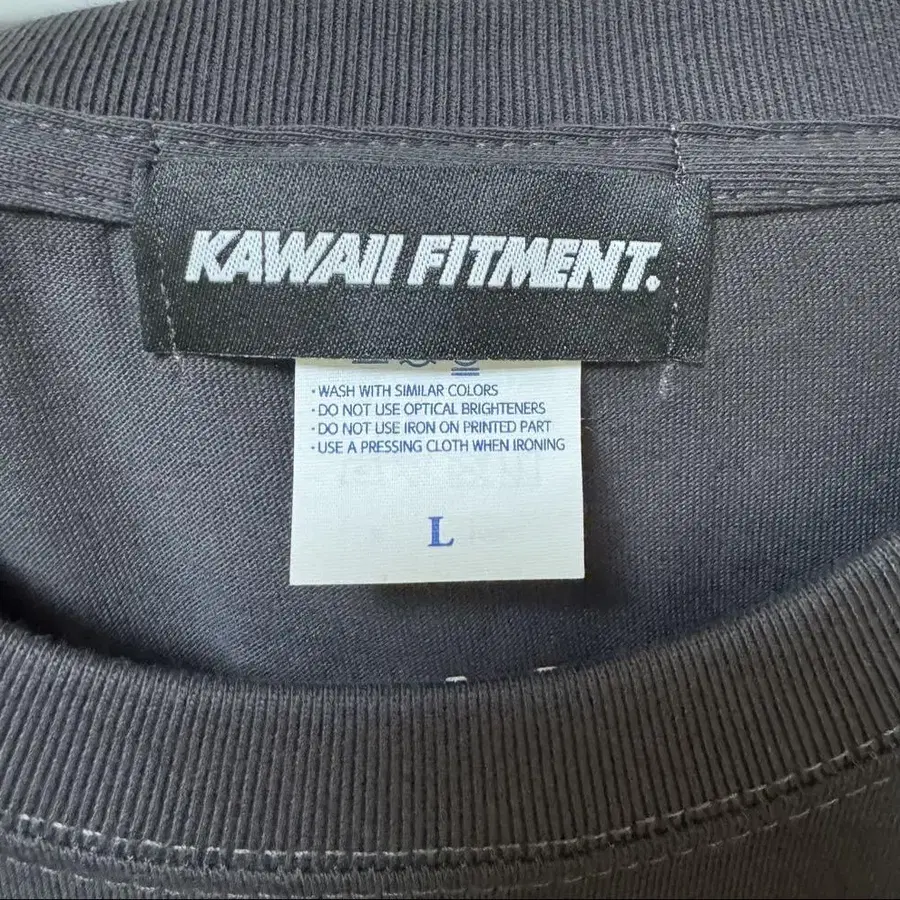 KAWAII FITMENT.
· WASH WITH SIMILAR COLORS
· DO NOT USE OPTICAL BRIGHTENERS
· DO NOT USE IRON ON PRINTED PART
· USE A PRESSING CLOTH WHEN IRONING
L